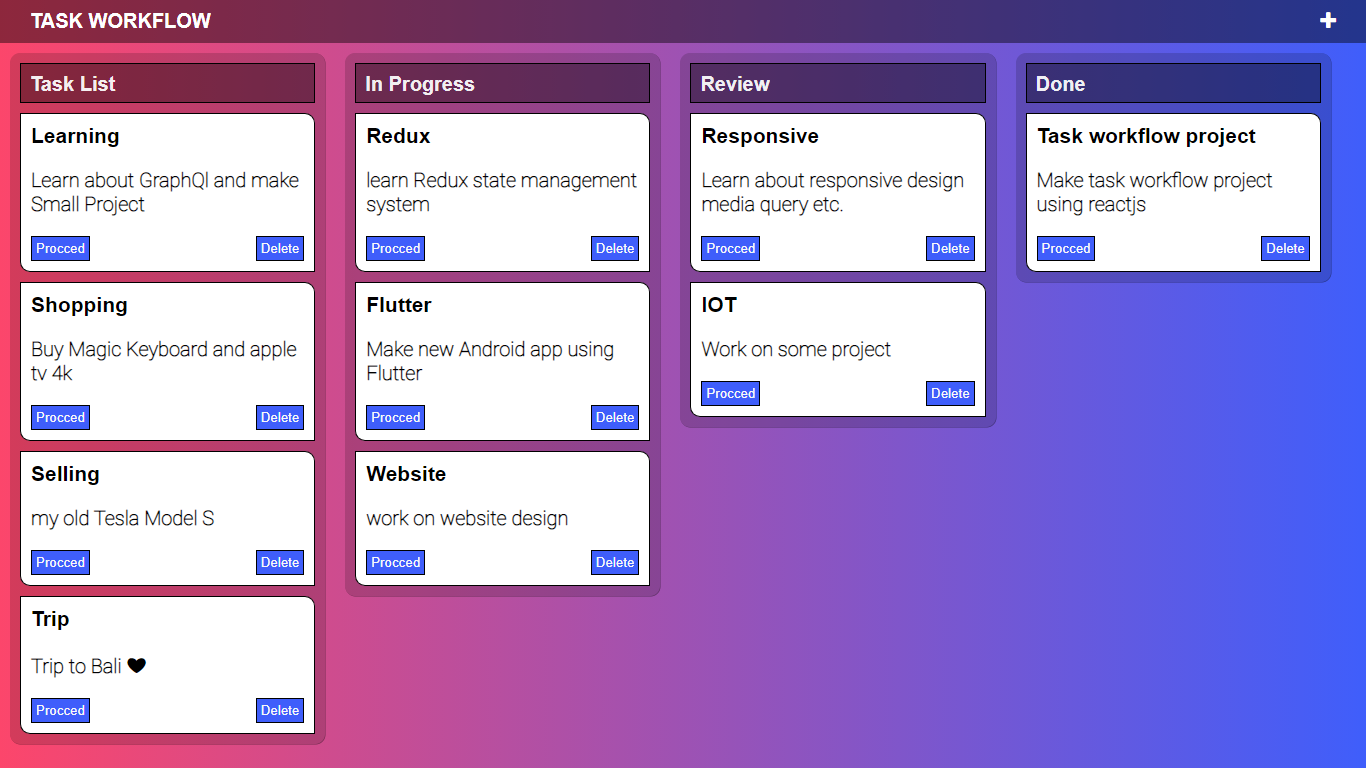 TASK WORKFLOW
Task List
Learning
Learn about GraphQl and make
Small Project
Procced Delete
Shopping
Buy Magic Keyboard and apple
tv 4k
Procced Delete
Selling
my old Tesla Model S
Procced Delete
Trip
Trip to Bali 🖤
Procced Delete
In Progress
Redux
learn Redux state management
system
Procced Delete
Flutter
Make new Android app using
Flutter
Procced Delete
Website
work on website design
Procced Delete
Review
Responsive
Learn about responsive design
media query etc.
Procced Delete
IOT
Work on some project
Procced Delete
Done
Task workflow project
Make task workflow project
using reactjs
Procced Delete